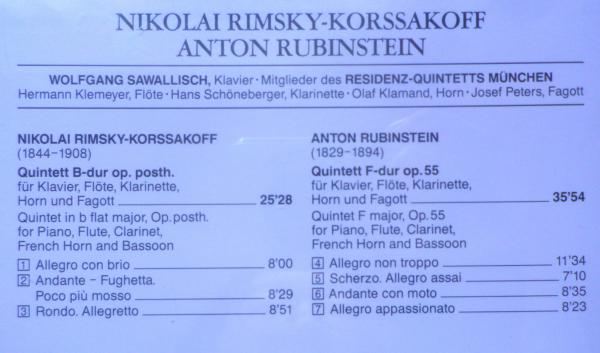 NIKOLAI RIMSKY-KORSSAKOFF
ANTON RUBINSTEIN
WOLFGANG SAWALLISCH, Klavier · Mitglieder des RESIDENZ-QUINTETTS MÜNCHEN
Hermann Klemeyer, Flöte · Hans Schöneberger, Klarinette · Olaf Klamand, Horn · Josef Peters, Fagott
NIKOLAI RIMSKY-KORSSAKOFF
(1844–1908)
Quintett B-dur op. posth.
für Klavier, Flöte, Klarinette,
Horn und Fagott 25'28
Quintet in b flat major, Op. posth.
for Piano, Flute, Clarinet,
French Horn and Bassoon
1 Allegro con brio 8'00
2 Andante – Fughetta.
Poco più mosso 8'29
3 Rondo. Allegretto 8'51
ANTON RUBINSTEIN
(1829–1894)
Quintett F-dur op. 55
für Klavier, Flöte, Klarinette,
Horn und Fagott 35'54
Quintet F major, Op. 55
for Piano, Flute, Clarinet,
French Horn and Bassoon
4 Allegro non troppo 11'34
5 Scherzo. Allegro assai 7'10
6 Andante con moto 8'35
7 Allegro appassionato 8'23